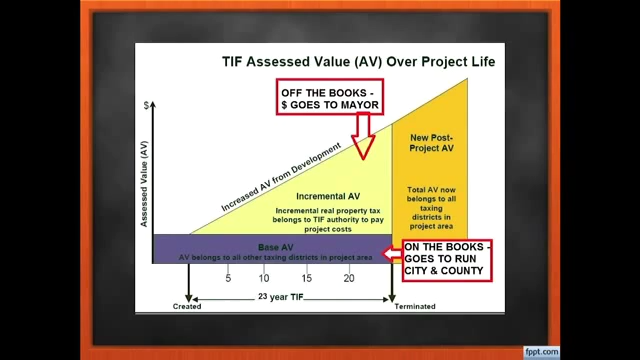 TIF Assessed Value (AV) Over Project Life
OFF THE BOOKS -
$ GOES TO MAYOR
$
Assessed Value (AV)
Increased AV from Development
New Post-
Project AV
Incremental AV
Incremental real property tax
belongs to TIF authority to pay
project costs
Total AV now
belongs to all
taxing
districts in
project area
Base AV
AV belongs to all other taxing districts in project area
ON THE BOOKS -
GOES TO RUN
CITY & COUNTY
5 10 15 20
23 year TIF
Created
Terminated
fppt.com